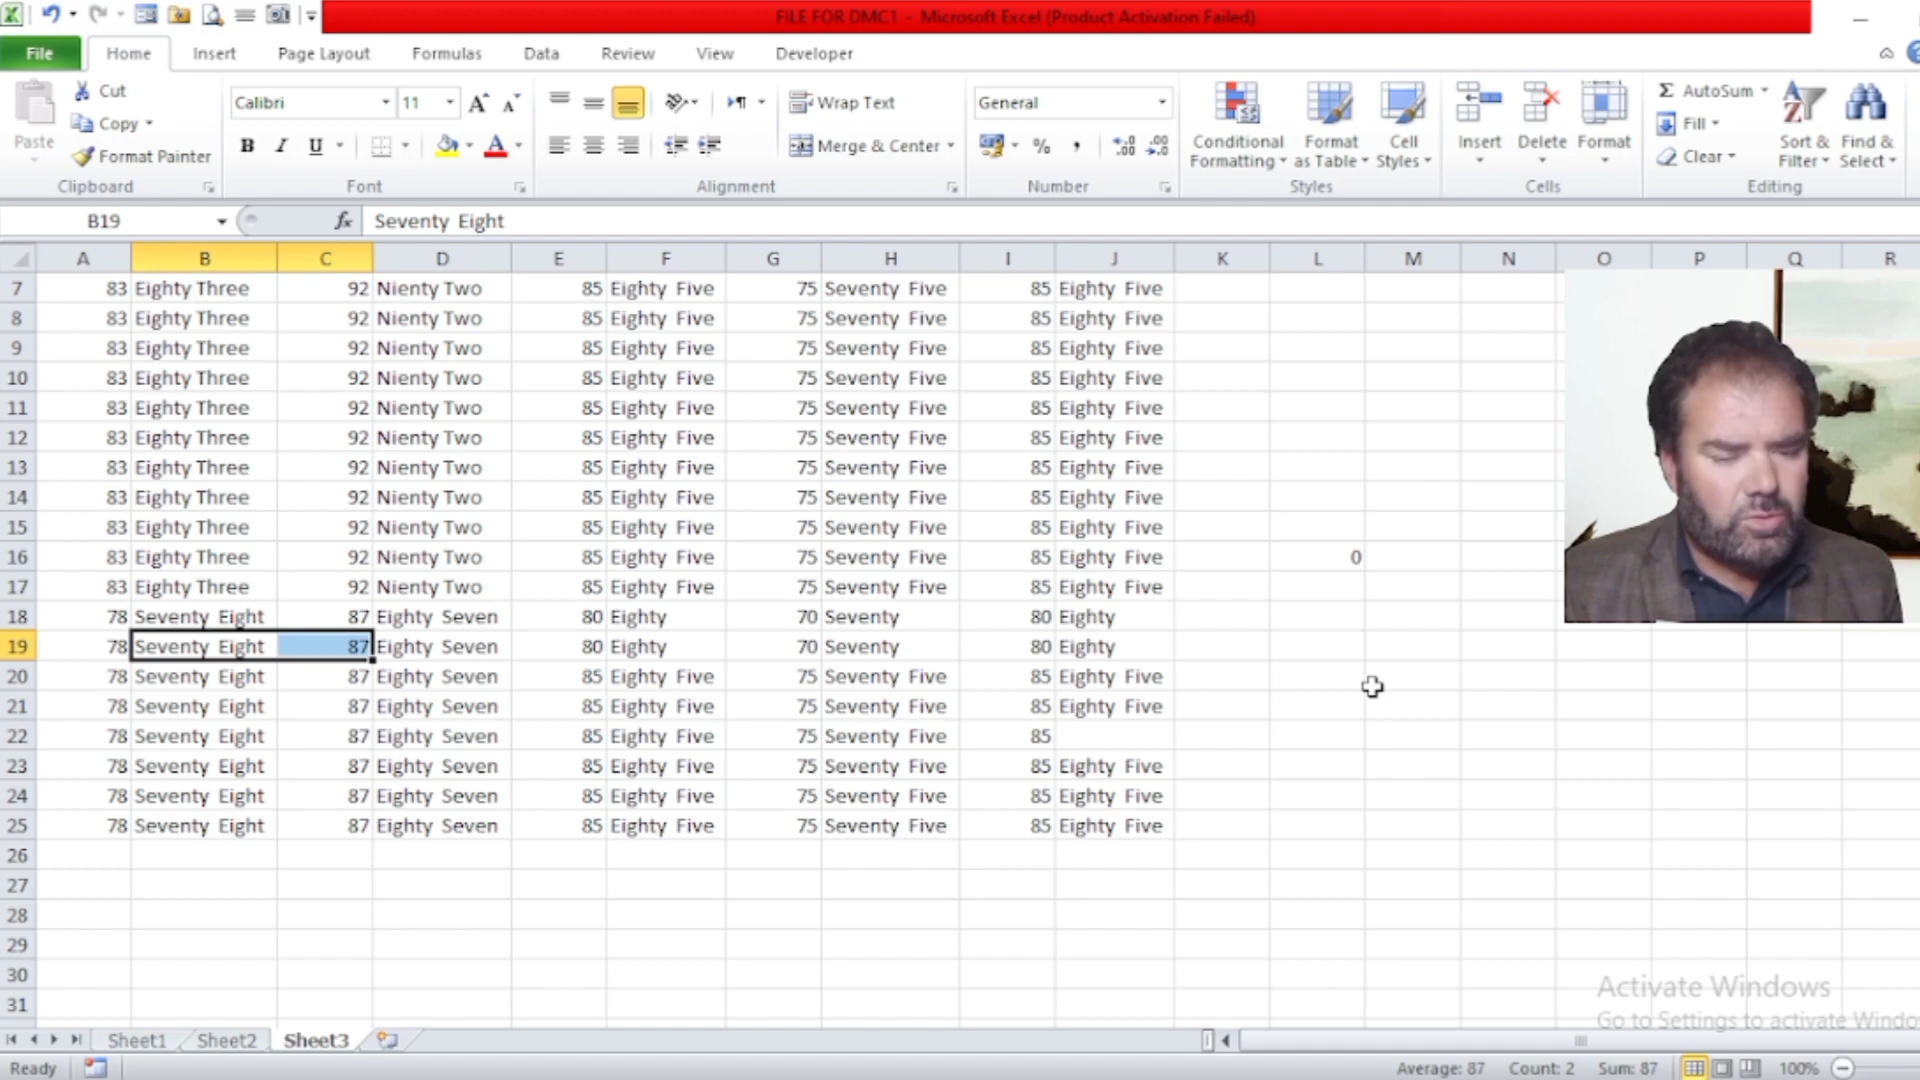 FILE FOR DMC1 - Microsoft Excel (Product Activation Failed)
File Home Insert Page Layout Formulas Data Review View Developer
Paste
Cut
Copy
Format Painter
Clipboard
Calibri 11
B I U
Font
Wrap Text
Merge & Center
Alignment
General
% ,
Number
Conditional Formatting
Format as Table
Cell Styles
Styles
Insert Delete Format
Cells
Σ AutoSum
Fill
Clear
Sort & Filter
Find & Select
Editing
B19 fx Seventy Eight
A B C D E F G H I J K L M N O P Q R
7 83 Eighty Three 92 Nienty Two 85 Eighty Five 75 Seventy Five 85 Eighty Five
8 83 Eighty Three 92 Nienty Two 85 Eighty Five 75 Seventy Five 85 Eighty Five
9 83 Eighty Three 92 Nienty Two 85 Eighty Five 75 Seventy Five 85 Eighty Five
10 83 Eighty Three 92 Nienty Two 85 Eighty Five 75 Seventy Five 85 Eighty Five
11 83 Eighty Three 92 Nienty Two 85 Eighty Five 75 Seventy Five 85 Eighty Five
12 83 Eighty Three 92 Nienty Two 85 Eighty Five 75 Seventy Five 85 Eighty Five
13 83 Eighty Three 92 Nienty Two 85 Eighty Five 75 Seventy Five 85 Eighty Five
14 83 Eighty Three 92 Nienty Two 85 Eighty Five 75 Seventy Five 85 Eighty Five
15 83 Eighty Three 92 Nienty Two 85 Eighty Five 75 Seventy Five 85 Eighty Five
16 83 Eighty Three 92 Nienty Two 85 Eighty Five 75 Seventy Five 85 Eighty Five 0
17 83 Eighty Three 92 Nienty Two 85 Eighty Five 75 Seventy Five 85 Eighty Five
18 78 Seventy Eight 87 Eighty Seven 80 Eighty 70 Seventy 80 Eighty
19 78 Seventy Eight 87 Eighty Seven 80 Eighty 70 Seventy 80 Eighty
20 78 Seventy Eight 87 Eighty Seven 85 Eighty Five 75 Seventy Five 85 Eighty Five
21 78 Seventy Eight 87 Eighty Seven 85 Eighty Five 75 Seventy Five 85 Eighty Five
22 78 Seventy Eight 87 Eighty Seven 85 Eighty Five 75 Seventy Five 85
23 78 Seventy Eight 87 Eighty Seven 85 Eighty Five 75 Seventy Five 85 Eighty Five
24 78 Seventy Eight 87 Eighty Seven 85 Eighty Five 75 Seventy Five 85 Eighty Five
25 78 Seventy Eight 87 Eighty Seven 85 Eighty Five 75 Seventy Five 85 Eighty Five
26
27
28
29
30
31
Activate Windows
Go to Settings to activate Windo
Sheet1 Sheet2 Sheet3
Ready Average: 87 Count: 2 Sum: 87 100%